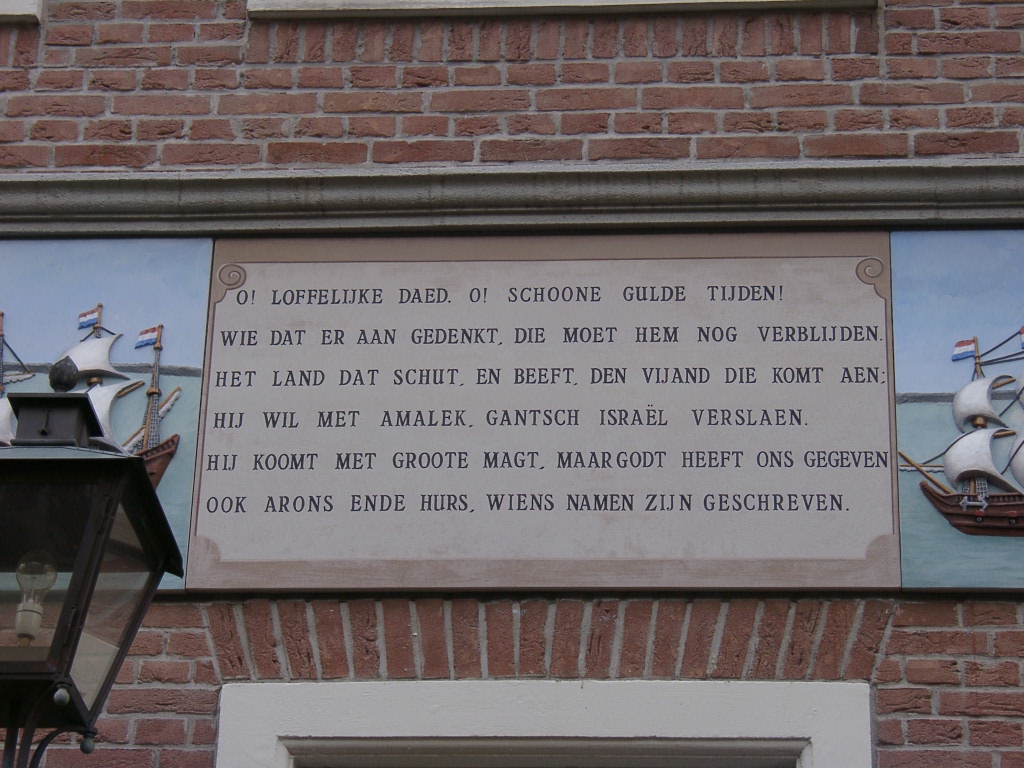 O! LOFFELIJKE DAED. O! SCHOONE GULDE TIJDEN!
WIE DAT ER AAN GEDENKT, DIE MOET HEM NOG VERBLIJDEN.
HET LAND DAT SCHUT, EN BEEFT, DEN VIJAND DIE KOMT AEN;
HIJ WIL MET AMALEK, GANTSCH ISRAËL VERSLAEN.
HIJ KOOMT MET GROOTE MAGT, MAAR GODT HEEFT ONS GEGEVEN
OOK ARONS ENDE HURS, WIENS NAMEN ZIJN GESCHREVEN.